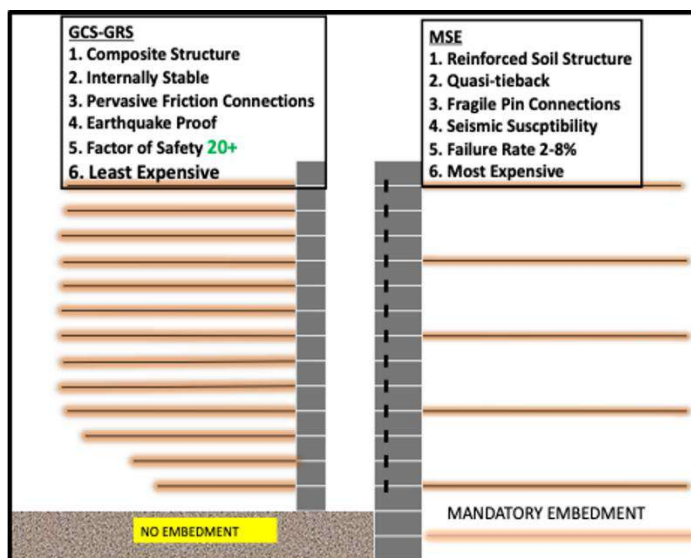 GCS-GRS
1. Composite Structure
2. Internally Stable
3. Pervasive Friction Connections
4. Earthquake Proof
5. Factor of Safety 20+
6. Least Expensive
MSE
1. Reinforced Soil Structure
2. Quasi-tieback
3. Fragile Pin Connections
4. Seismic Suscptibility
5. Failure Rate 2-8%
6. Most Expensive
NO EMBEDMENT
MANDATORY EMBEDMENT